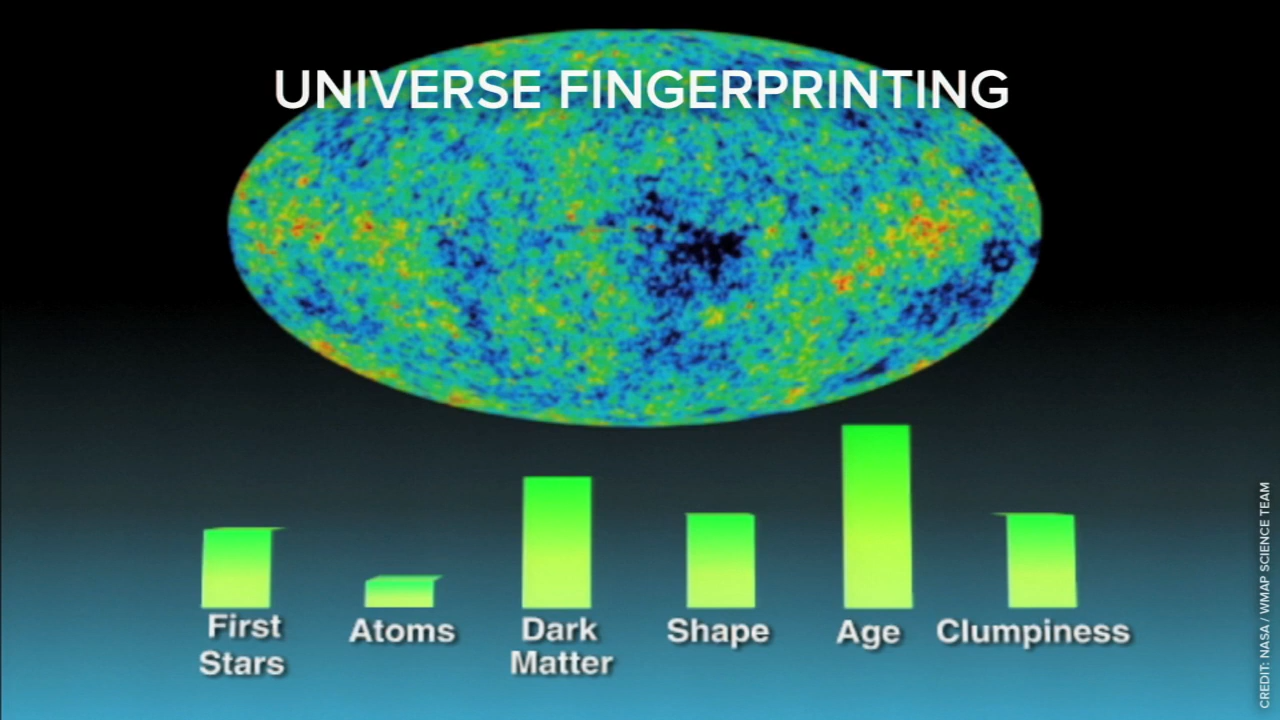 UNIVERSE FINGERPRINTING
First
Stars
Atoms
Dark
Matter
Shape
Age
Clumpiness
CREDIT: NASA / WMAP SCIENCE TEAM